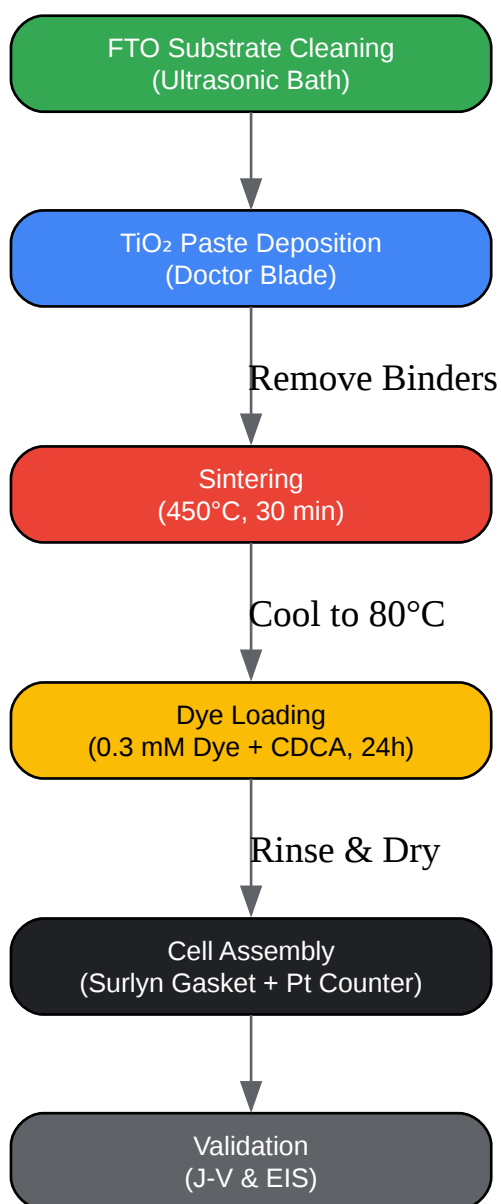 FTO Substrate Cleaning
(Ultrasonic Bath)
TiO₂ Paste Deposition
(Doctor Blade)
Remove Binders
Sintering
(450°C, 30 min)
Cool to 80°C
Dye Loading
(0.3 mM Dye + CDCA, 24h)
Rinse & Dry
Cell Assembly
(Surlyn Gasket + Pt Counter)
Validation
(J-V & EIS)